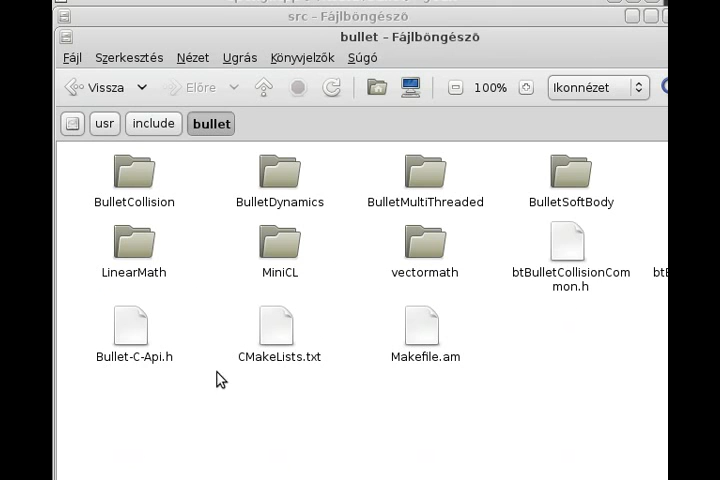 src – Fájlböngésző
bullet – Fájlböngésző
Fájl Szerkesztés Nézet Ugrás Könyvjelzők Súgó
Vissza Előre 100% Ikonnézet
usr include bullet
BulletCollision BulletDynamics BulletMultiThreaded BulletSoftBody
LinearMath MiniCL vectormath btBulletCollisionCom
mon.h
Bullet-C-Api.h CMakeLists.txt Makefile.am